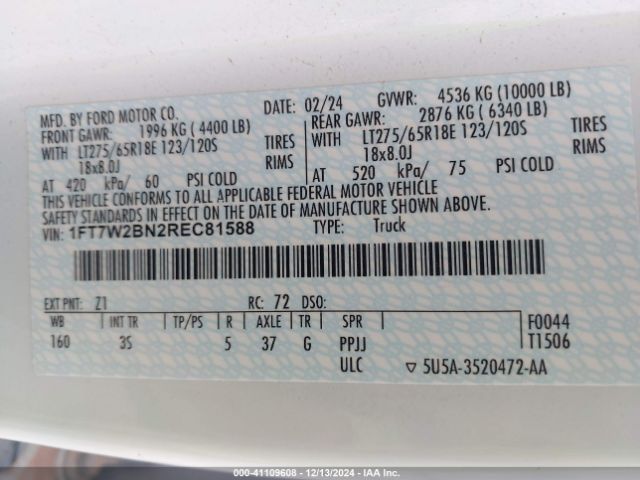 MFD. BY FORD MOTOR CO. DATE: 02/24 GVWR: 4536 KG (10000 LB)
FRONT GAWR: 1996 KG (4400 LB) REAR GAWR: 2876 KG (6340 LB)
WITH LT275/65R18E 123/120S TIRES WITH LT275/65R18E 123/120S TIRES
18x8.0J RIMS 18x8.0J RIMS
AT 420 kPa/ 60 PSI COLD AT 520 kPa/ 75 PSI COLD
THIS VEHICLE CONFORMS TO ALL APPLICABLE FEDERAL MOTOR VEHICLE
SAFETY STANDARDS IN EFFECT ON THE DATE OF MANUFACTURE SHOWN ABOVE.
VIN: 1FT7W2BN2REC81588 TYPE: Truck
EXT PNT: Z1 RC: 72 DSO:
WB INT TR TP/PS R AXLE TR SPR F0044
160 3S 5 37 G PPJJ T1506
ULC ▽ 5U5A-3520472-AA
000-41109608 - 12/13/2024 - IAA Inc.